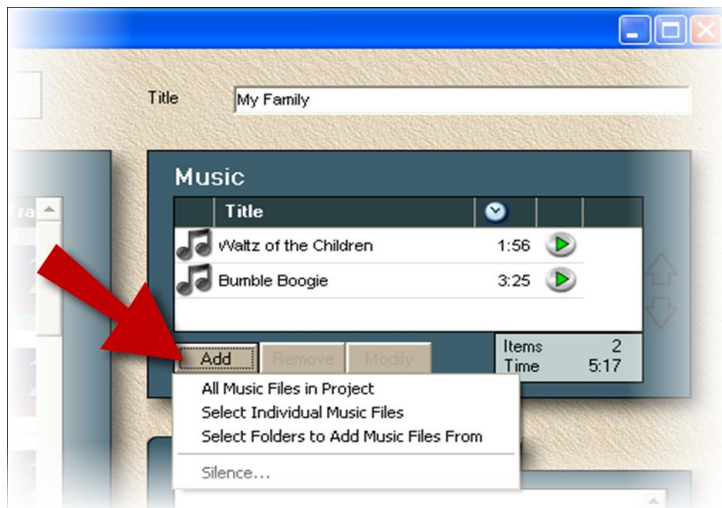 Title My Family
Music
Title
Waltz of the Children 1:56
Bumble Boogie 3:25
Add Remove Modify
Items 2
Time 5:17
All Music Files in Project
Select Individual Music Files
Select Folders to Add Music Files From
Silence...